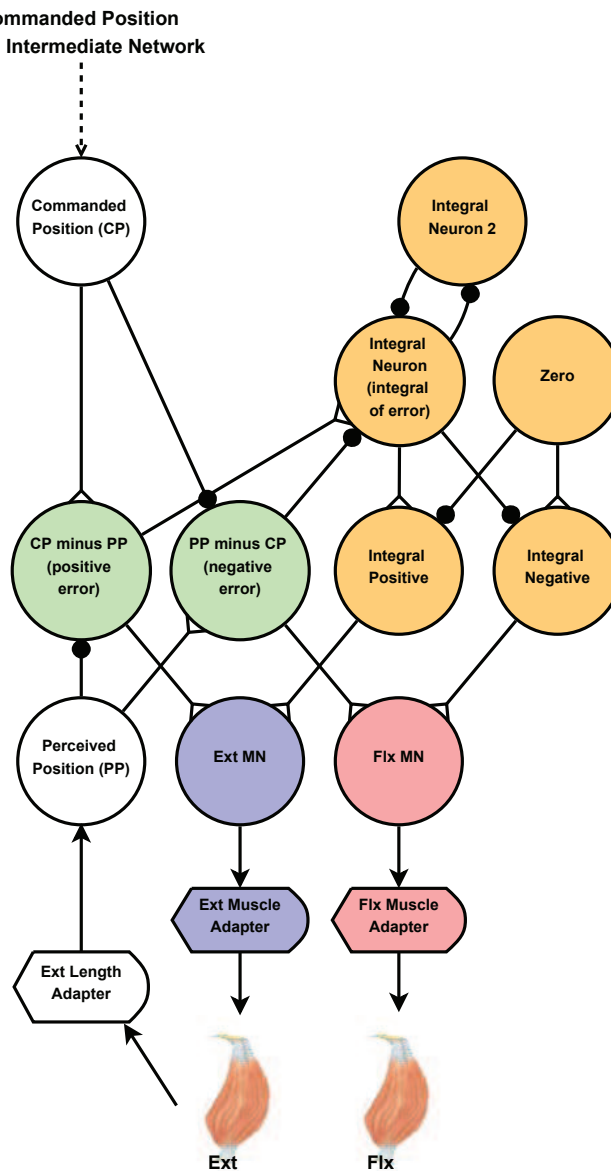 ommanded Position
Intermediate Network
Commanded
Position (CP)
Integral
Neuron 2
Integral
Neuron
(integral
of error)
Zero
CP minus PP
(positive
error)
PP minus CP
(negative
error)
Integral
Positive
Integral
Negative
Perceived
Position (PP)
Ext MN
Flx MN
Ext Muscle
Adapter
Flx Muscle
Adapter
Ext Length
Adapter
Ext
Flx